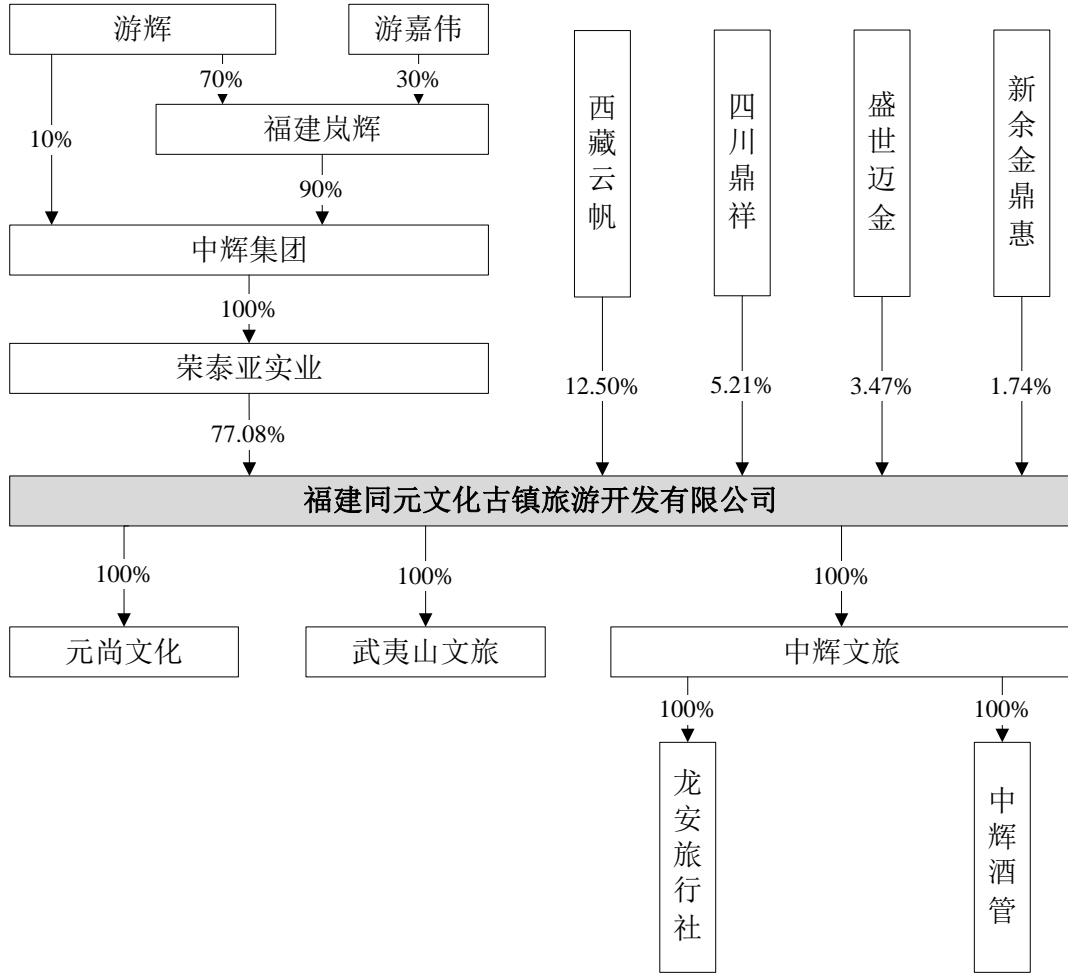 游辉
游嘉伟
70%
30%
10%
福建岚辉
90%
中辉集团
100%
荣泰亚实业
77.08%
西藏云帆
四川鼎祥
盛世迈金
新余金鼎惠
12.50%
5.21%
3.47%
1.74%
福建同元文化古镇旅游开发有限公司
100%
100%
100%
元尚文化
武夷山文旅
中辉文旅
100%
100%
龙安旅行社
中辉酒管